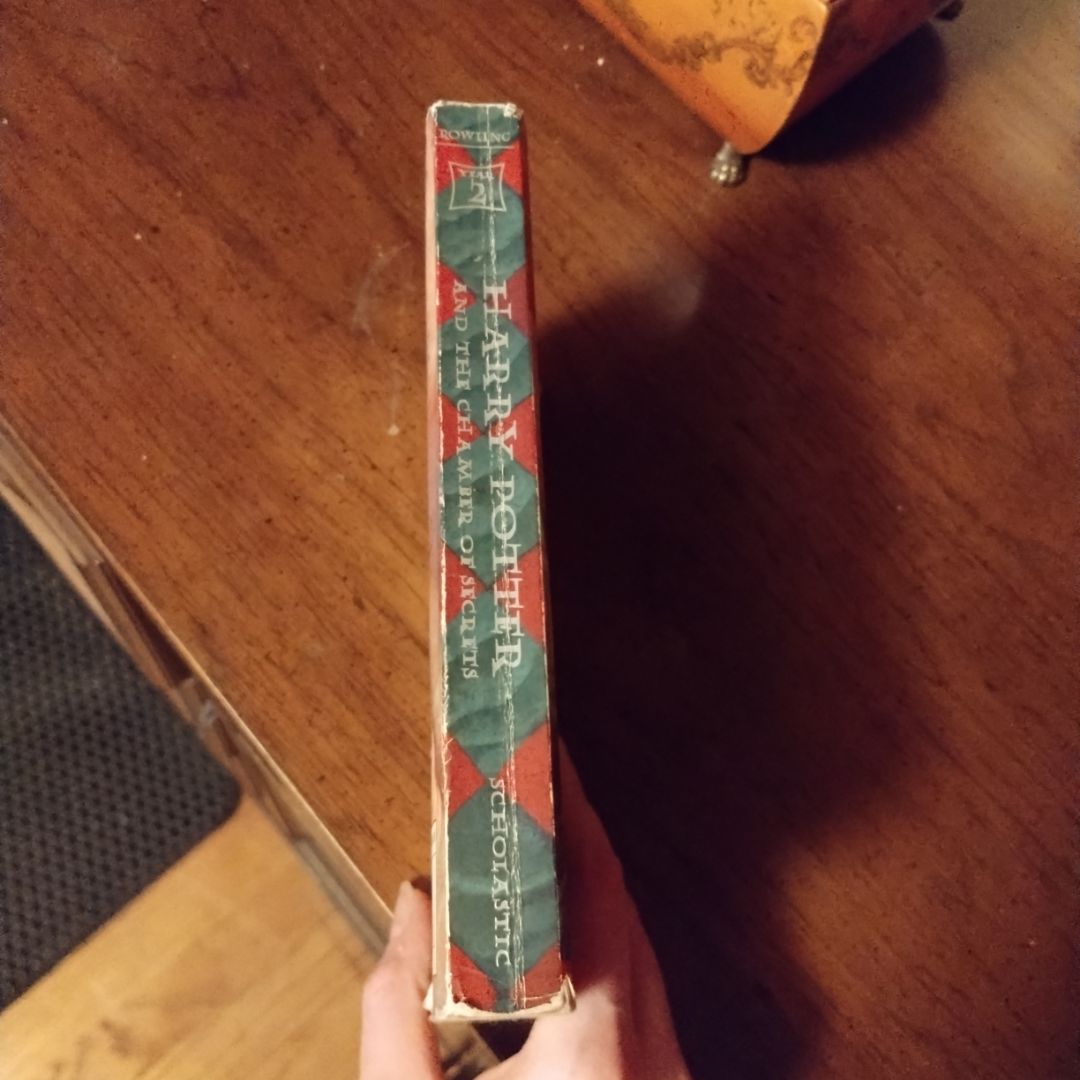 ROWLING
YEAR
2
HARRY POTTER
AND THE CHAMBER OF SECRETS
SCHOLASTIC